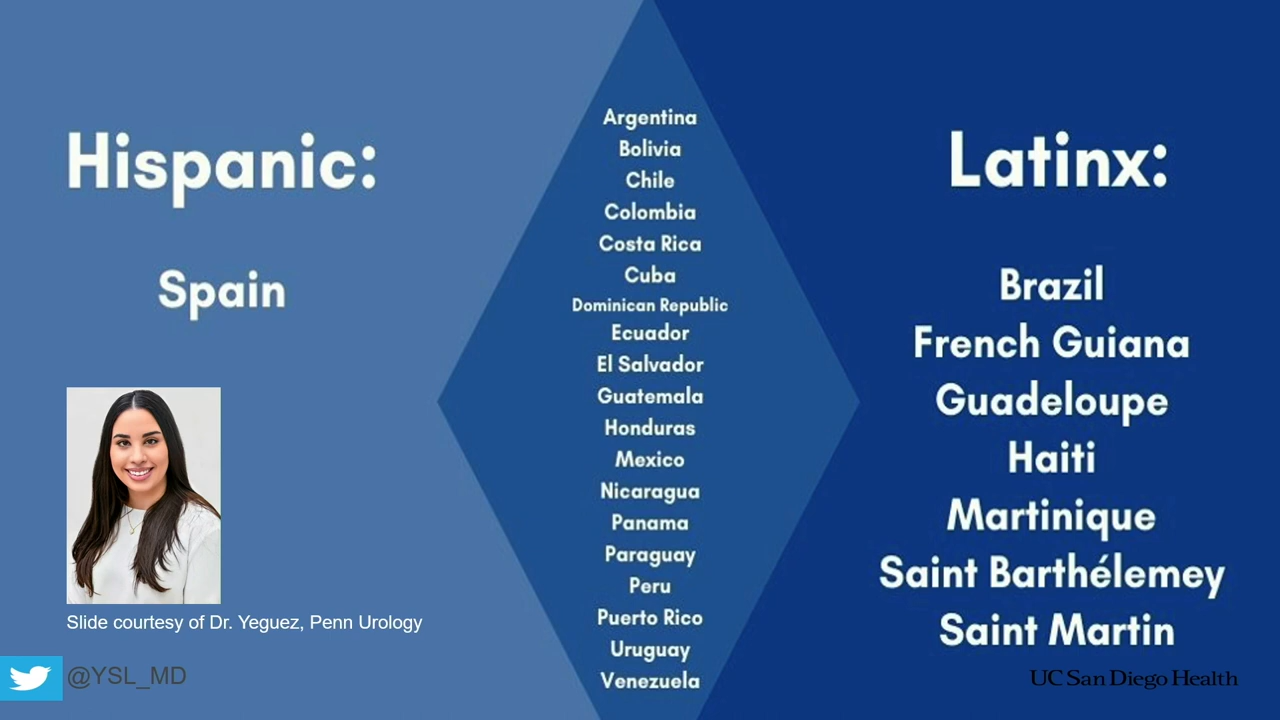 Hispanic:
Spain
Slide courtesy of Dr. Yeguez, Penn Urology
@YSL_MD
Argentina
Bolivia
Chile
Colombia
Costa Rica
Cuba
Dominican Republic
Ecuador
El Salvador
Guatemala
Honduras
Mexico
Nicaragua
Panama
Paraguay
Peru
Puerto Rico
Uruguay
Venezuela
Latinx:
Brazil
French Guiana
Guadeloupe
Haiti
Martinique
Saint Barthélemey
Saint Martin
UC San Diego Health